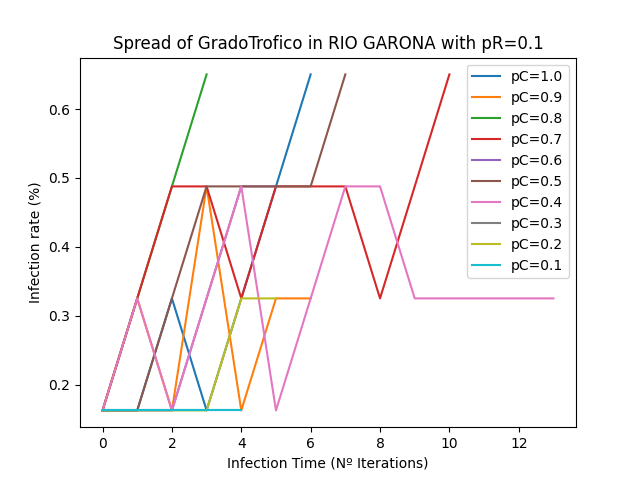 Spread of GradoTrofico in RIO GARONA with pR=0.1
Infection rate (%)
0.6
0.5
0.4
0.3
0.2
0
2
4
6
8
10
12
Infection Time (Nº Iterations)
pC=1.0
pC=0.9
pC=0.8
pC=0.7
pC=0.6
pC=0.5
pC=0.4
pC=0.3
pC=0.2
pC=0.1